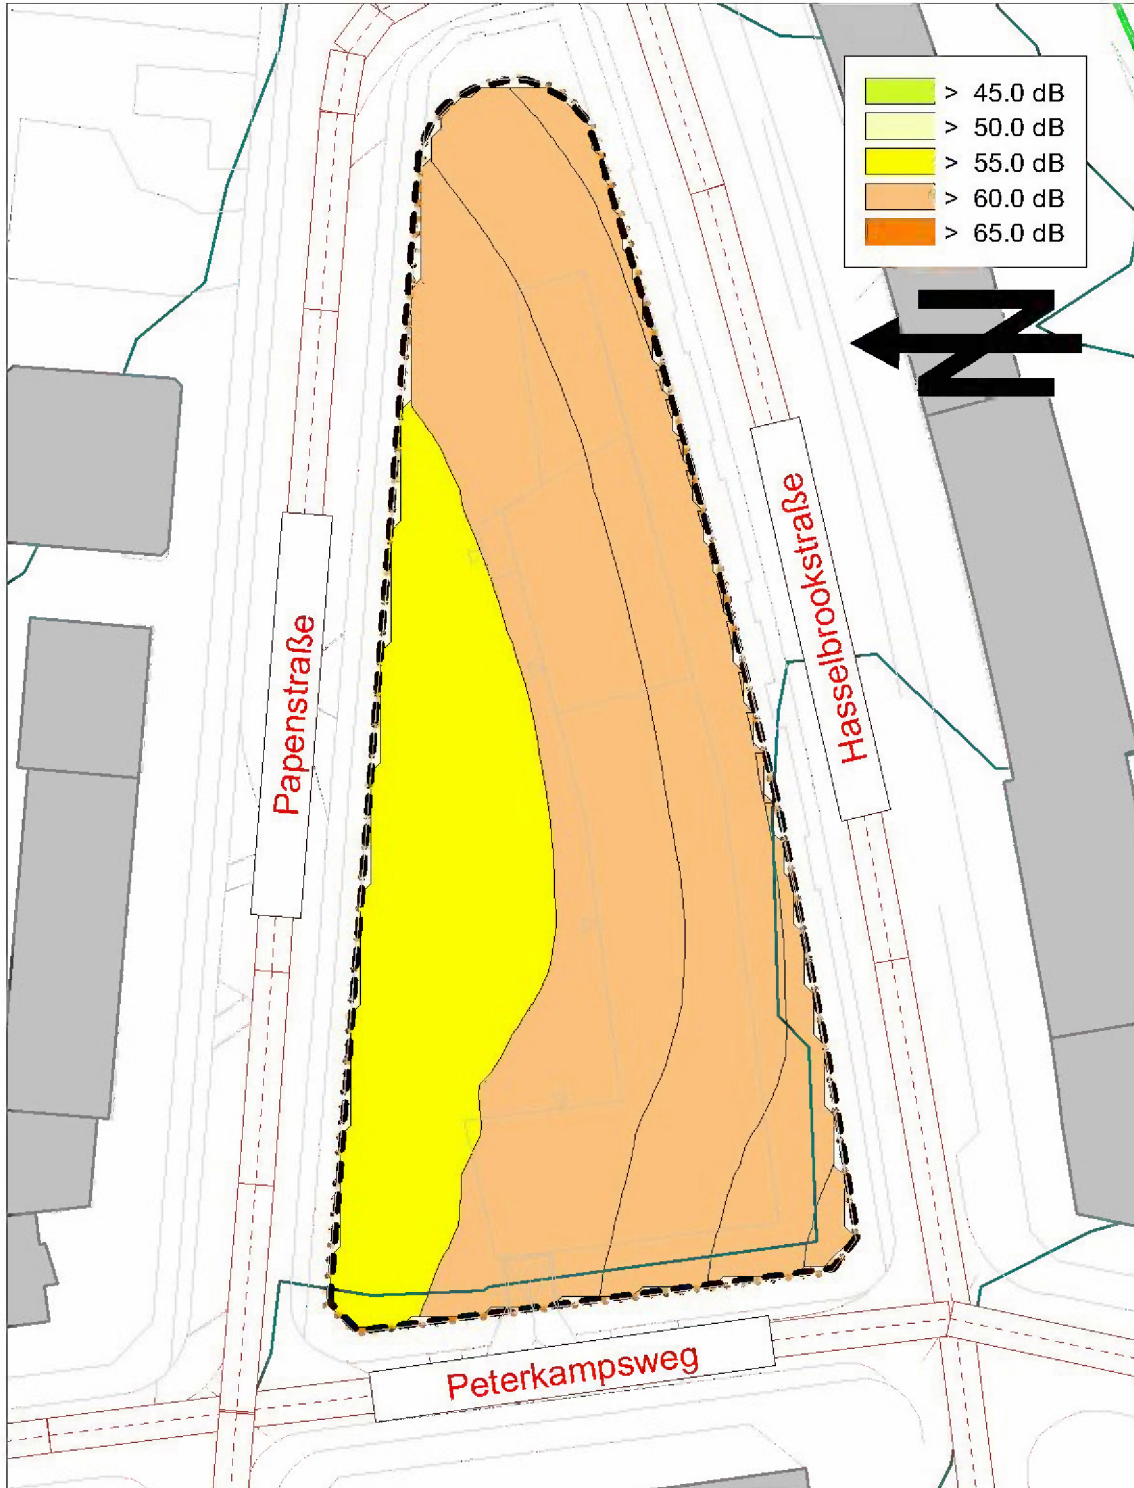 > 45.0 dB
> 50.0 dB
> 55.0 dB
> 60.0 dB
> 65.0 dB
N
Hasselbrookstraße
Papenstraße
Peterkampsweg